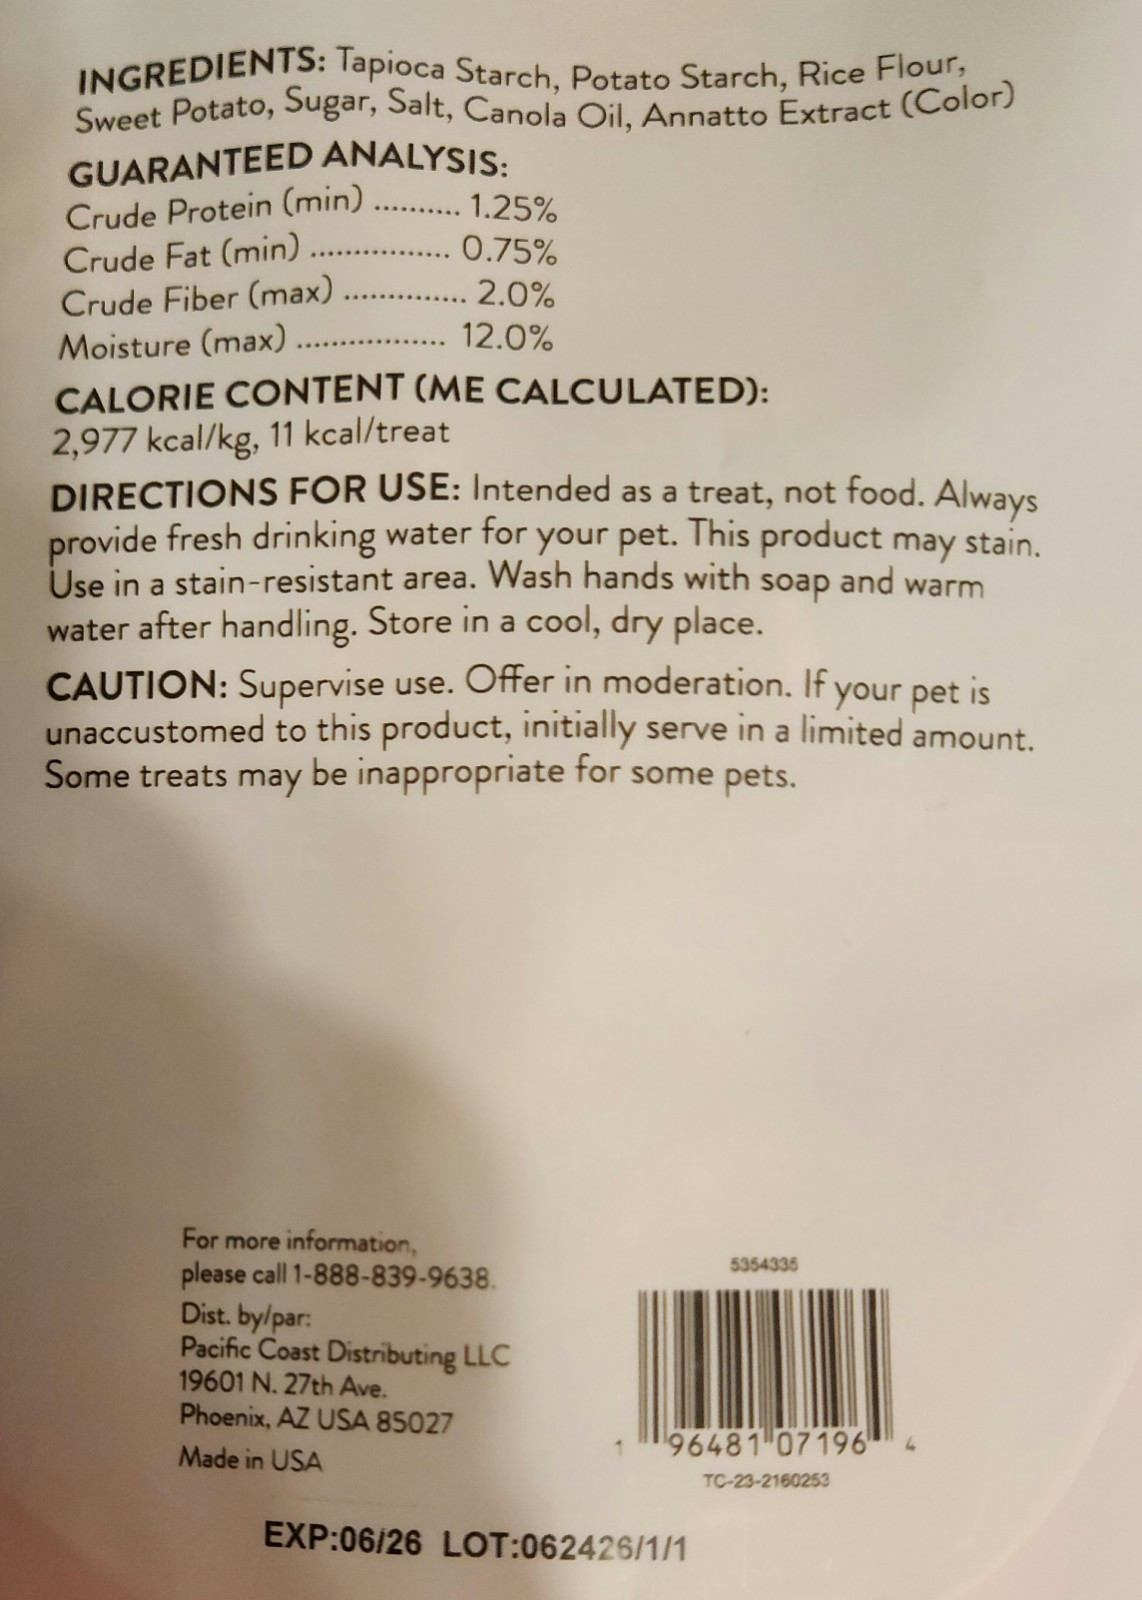 INGREDIENTS: Tapioca Starch, Potato Starch, Rice Flour,
Sweet Potato, Sugar, Salt, Canola Oil, Annatto Extract (Color)
GUARANTEED ANALYSIS:
Crude Protein (min) .......... 1.25%
Crude Fat (min) ................. 0.75%
Crude Fiber (max) ............... 2.0%
Moisture (max) .................. 12.0%
CALORIE CONTENT (ME CALCULATED):
2,977 kcal/kg, 11 kcal/treat
DIRECTIONS FOR USE: Intended as a treat, not food. Always
provide fresh drinking water for your pet. This product may stain.
Use in a stain-resistant area. Wash hands with soap and warm
water after handling. Store in a cool, dry place.
CAUTION: Supervise use. Offer in moderation. If your pet is
unaccustomed to this product, initially serve in a limited amount.
Some treats may be inappropriate for some pets.
For more information,
please call 1-888-839-9638.
Dist. by/par:
Pacific Coast Distributing LLC
19601 N. 27th Ave.
Phoenix, AZ USA 85027
Made in USA
5354335
1 96481 07196 4
TC-23-2160253
EXP:06/26 LOT:062426/1/1